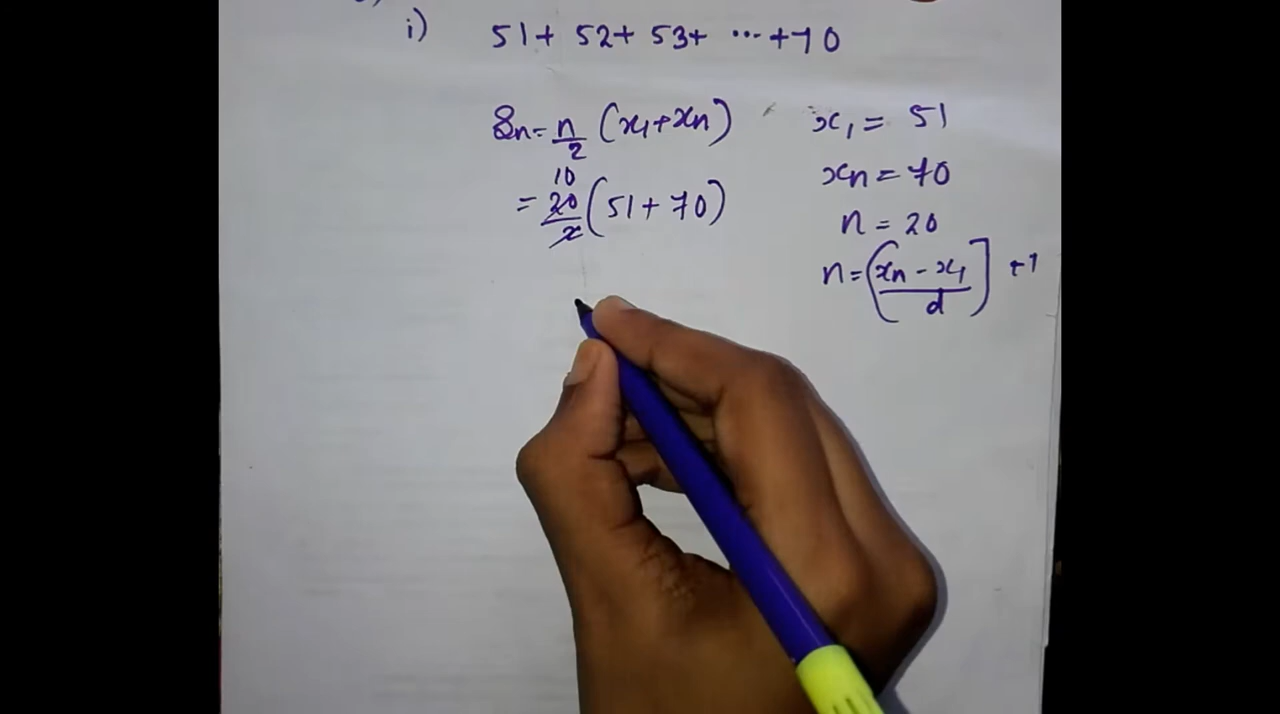 i) 51 + 52 + 53 + ... + 70
Sn = n/2 (x₁ + xn)
= 20/2 (51 + 70)
10
x₁ = 51
xn = 70
n = 20
n = (xn - x₁ / d] + 1